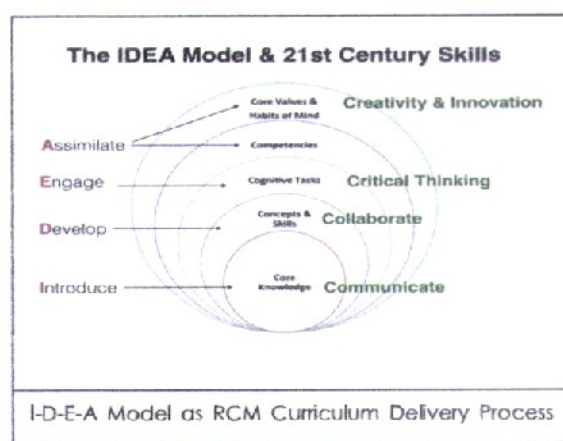 The IDEA Model & 21st Century Skills
Core Values &
Habits of Mind
Creativity & Innovation
Assimilate
Competencies
Engage
Cognitive Tasks
Critical Thinking
Develop
Concepts &
Skills
Collaborate
Introduce
Core
Knowledge
Communicate
I-D-E-A Model as RCM Curriculum Delivery Process